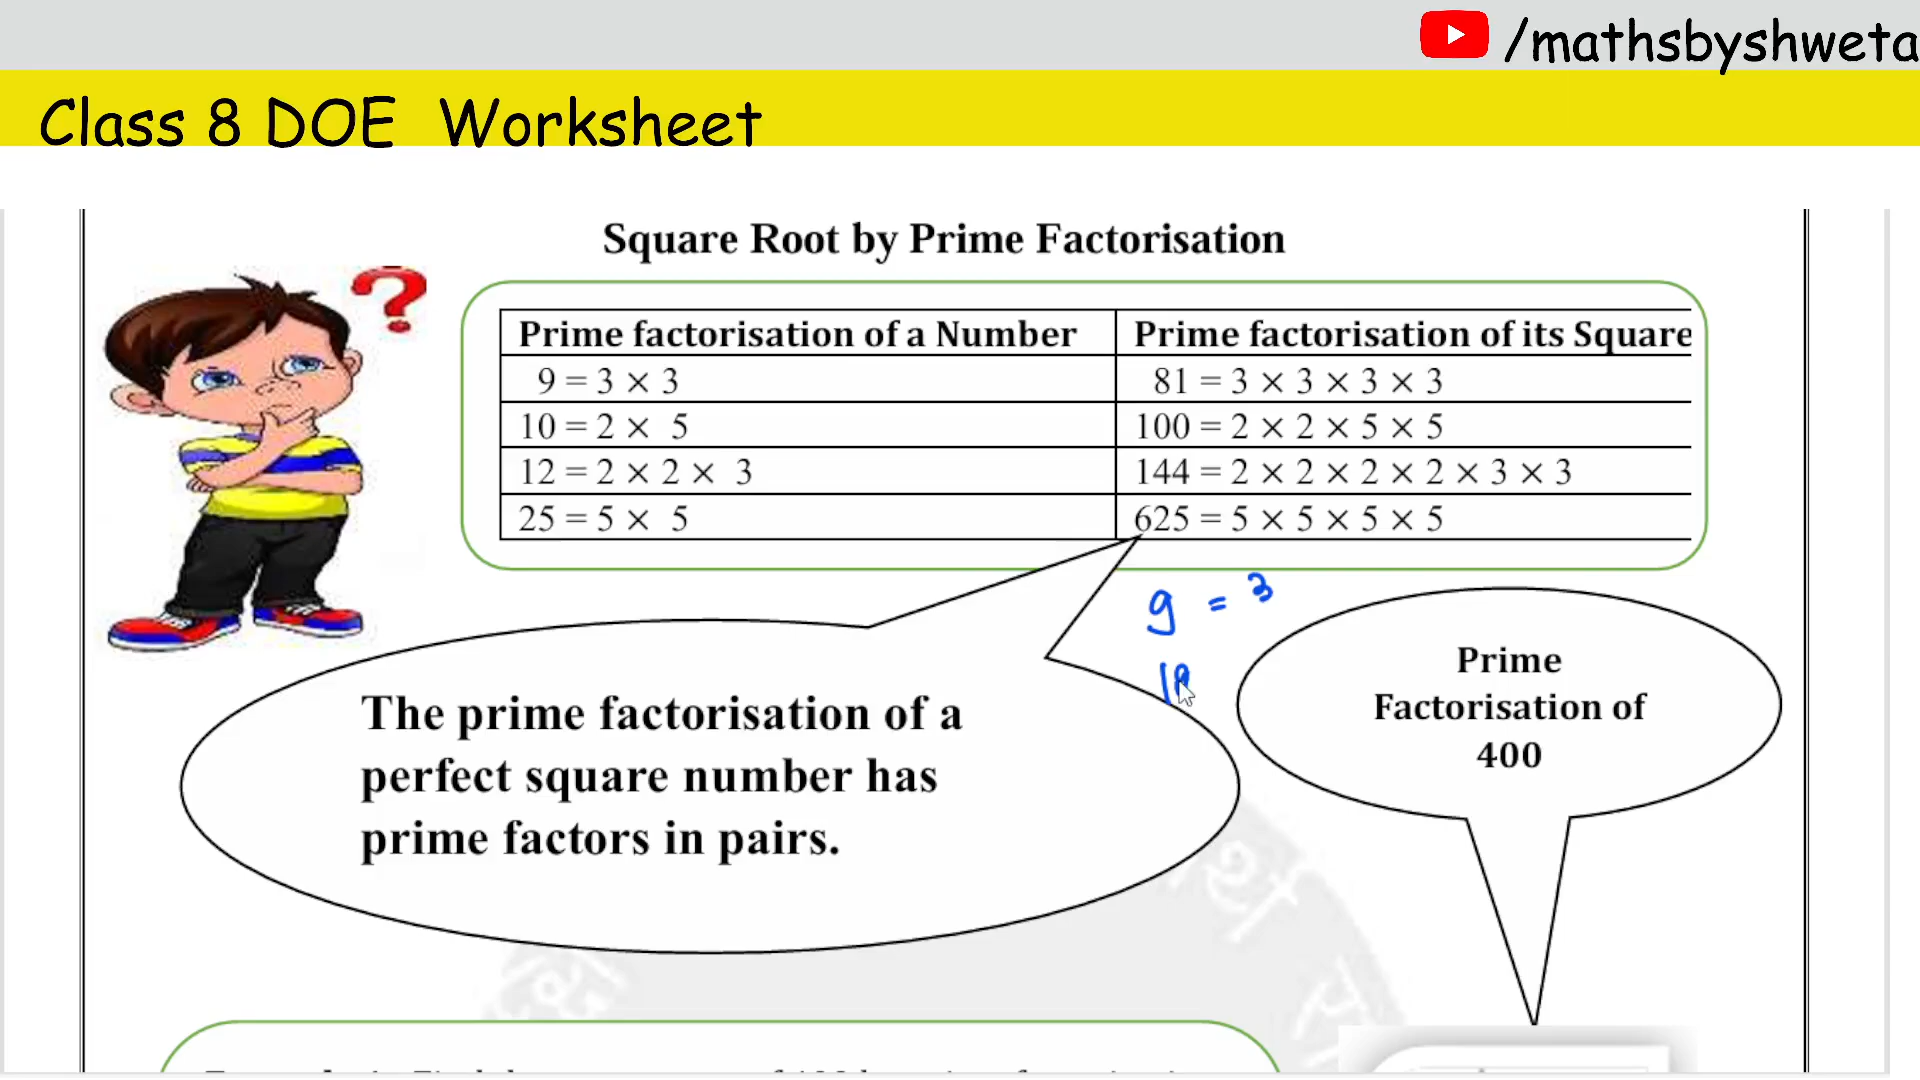 /mathsbyshweta
Class 8 DOE Worksheet
Square Root by Prime Factorisation
?
Prime factorisation of a Number
Prime factorisation of its Square
9 = 3 × 3
81 = 3 × 3 × 3 × 3
10 = 2 × 5
100 = 2 × 2 × 5 × 5
12 = 2 × 2 × 3
144 = 2 × 2 × 2 × 2 × 3 × 3
25 = 5 × 5
625 = 5 × 5 × 5 × 5
9 = 3
The prime factorisation of a
perfect square number has
prime factors in pairs.
Prime
Factorisation of
400